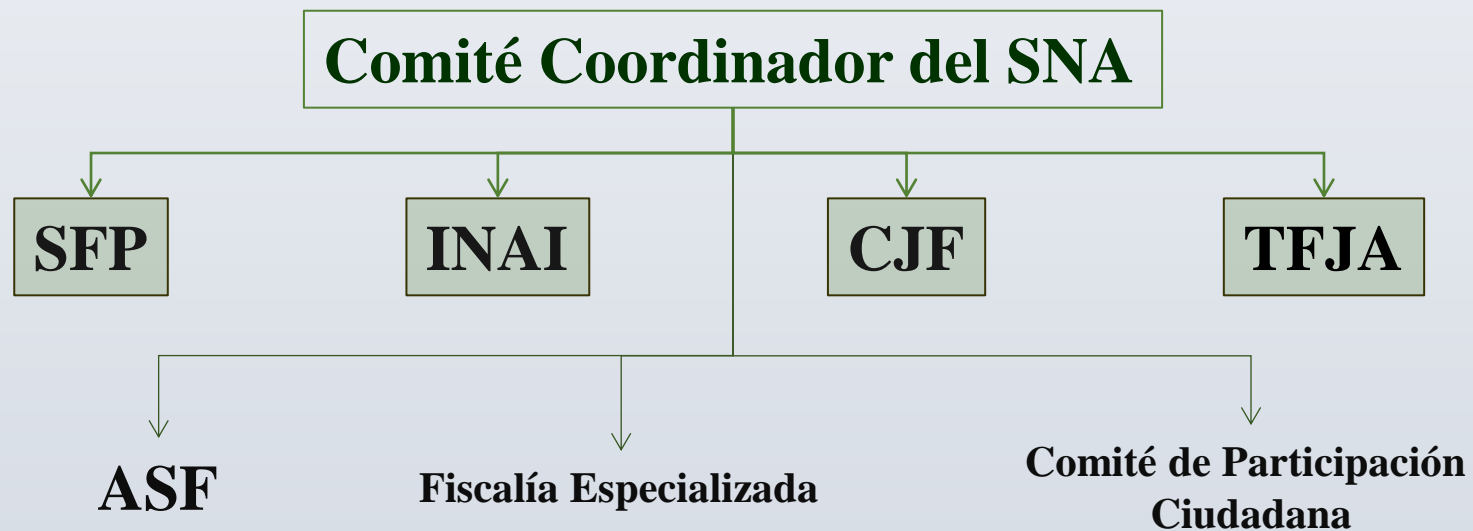 Comité Coordinador del SNA
SFP
INAI
CJF
TFJA
ASF
Fiscalía Especializada
Comité de Participación
Ciudadana